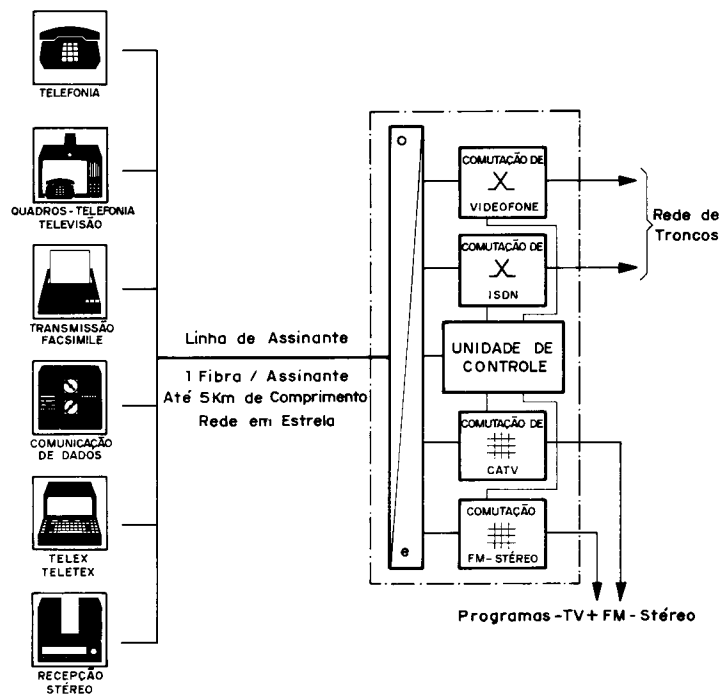 TELEFONIA
QUADROS - TELEFONIA
TELEVISÃO
TRANSMISSÃO
FACSIMILE
COMUNICAÇÃO
DE DADOS
TELEX
TELETEX
RECEPÇÃO
STÉREO
Linha de Assinante
1 Fibra / Assinante
Até 5Km de Comprimento
Rede em Estrela
o
e
COMUTAÇÃO DE
VIDEOFONE
COMUTAÇÃO DE
ISDN
UNIDADE DE
CONTROLE
COMUTAÇÃO DE
CATV
COMUTAÇÃO
FM-STÉREO
Rede de
Troncos
Programas-TV+FM-Stéreo